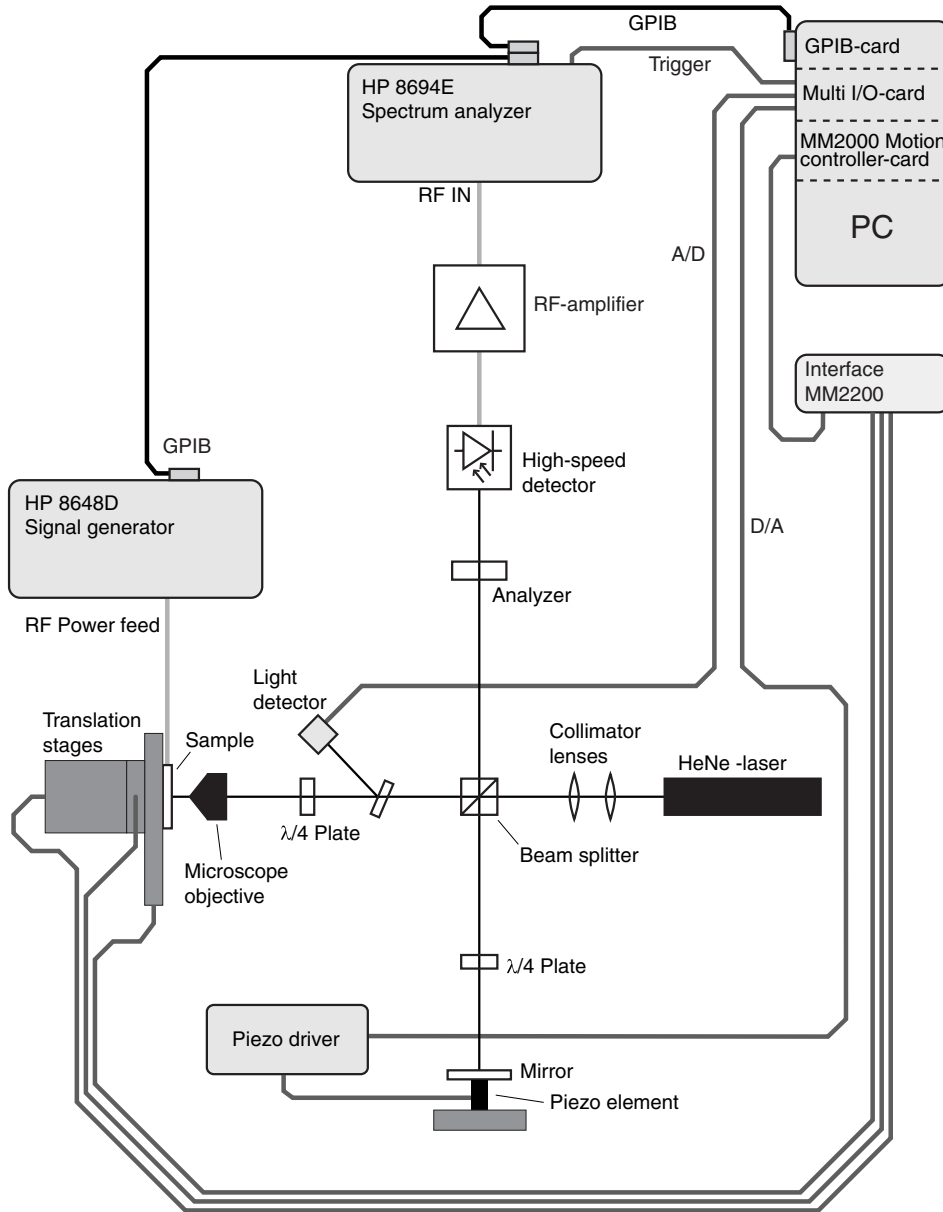 GPIB
GPIB-card
Trigger
HP 8694E
Spectrum analyzer
Multi I/O-card
MM2000 Motion
controller-card
RF IN
PC
A/D
RF-amplifier
Interface
MM2200
GPIB
High-speed
detector
HP 8648D
Signal generator
D/A
Analyzer
RF Power feed
Light
detector
Translation
stages
Sample
Collimator
lenses
HeNe -laser
λ/4 Plate
Beam splitter
Microscope
objective
λ/4 Plate
Piezo driver
Mirror
Piezo element